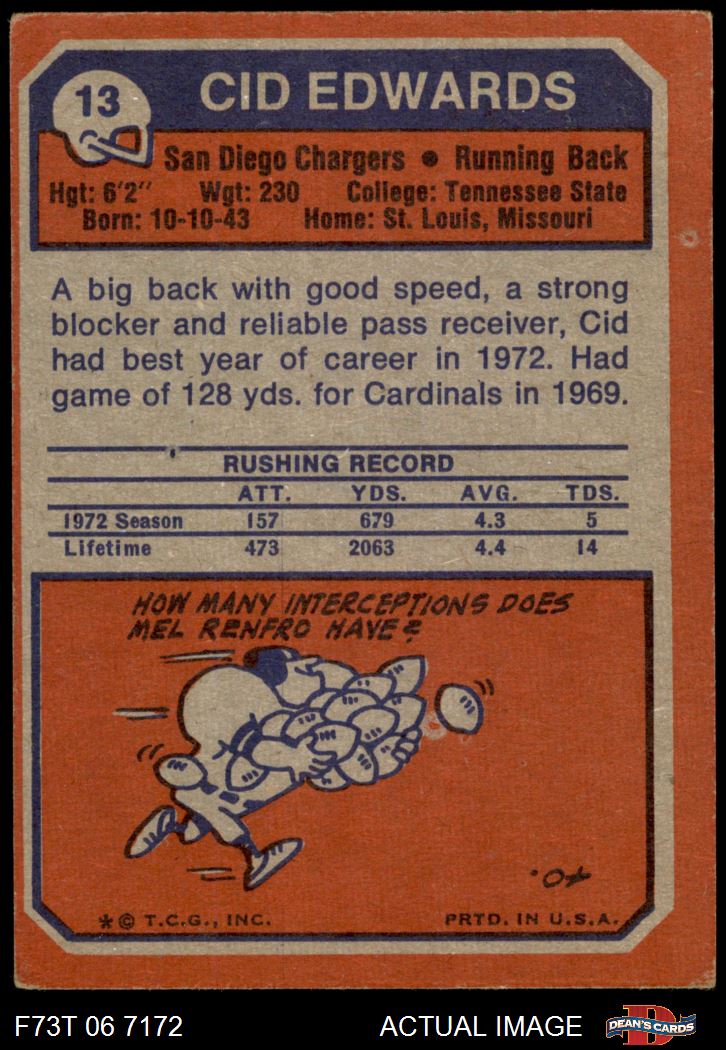 13
CID EDWARDS
San Diego Chargers • Running Back
Hgt: 6'2" Wgt: 230 College: Tennessee State
Born: 10-10-43 Home: St. Louis, Missouri
A big back with good speed, a strong
blocker and reliable pass receiver, Cid
had best year of career in 1972. Had
game of 128 yds. for Cardinals in 1969.
RUSHING RECORD
ATT. YDS. AVG. TDS.
1972 Season 157 679 4.3 5
Lifetime 473 2063 4.4 14
HOW MANY INTERCEPTIONS DOES
MEL RENFRO HAVE?
.04
* © T.C.G., INC. PRTD. IN U.S.A.
F73T 06 7172 ACTUAL IMAGE D DEAN'S CARDS